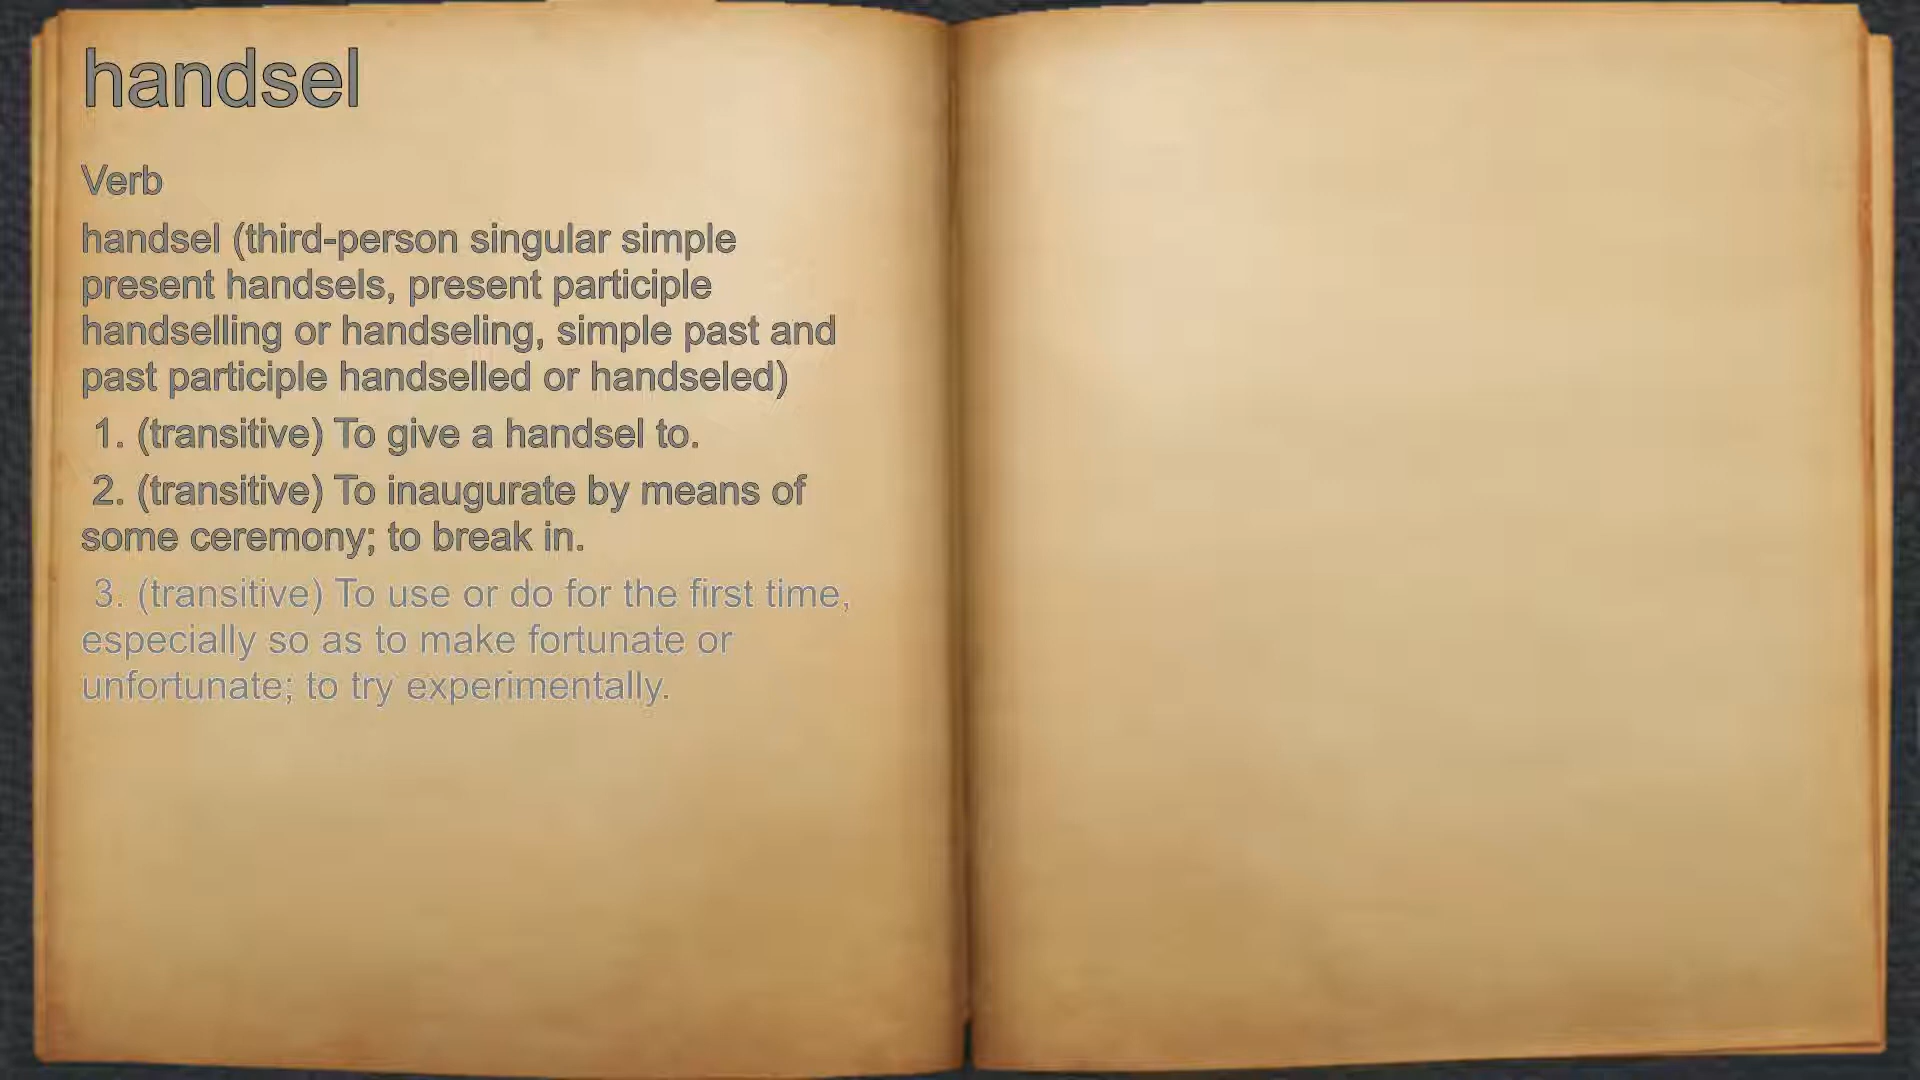 handsel
Verb
handsel (third-person singular simple
present handsels, present participle
handselling or handseling, simple past and
past participle handselled or handseled)
1. (transitive) To give a handsel to.
2. (transitive) To inaugurate by means of
some ceremony; to break in.
3. (transitive) To use or do for the first time,
especially so as to make fortunate or
unfortunate; to try experimentally.